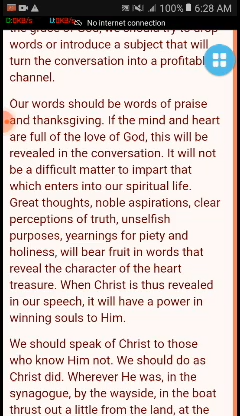 100% 6:28 AM
D:0KB/s U:0KB/s No internet connection
the grace of God, we should try to drop
words or introduce a subject that will
turn the conversation into a profitable
channel.
Our words should be words of praise
and thanksgiving. If the mind and heart
are full of the love of God, this will be
revealed in the conversation. It will not
be a difficult matter to impart that
which enters into our spiritual life.
Great thoughts, noble aspirations, clear
perceptions of truth, unselfish
purposes, yearnings for piety and
holiness, will bear fruit in words that
reveal the character of the heart
treasure. When Christ is thus revealed
in our speech, it will have a power in
winning souls to Him.
We should speak of Christ to those
who know Him not. We should do as
Christ did. Wherever He was, in the
synagogue, by the wayside, in the boat
thrust out a little from the land, at the